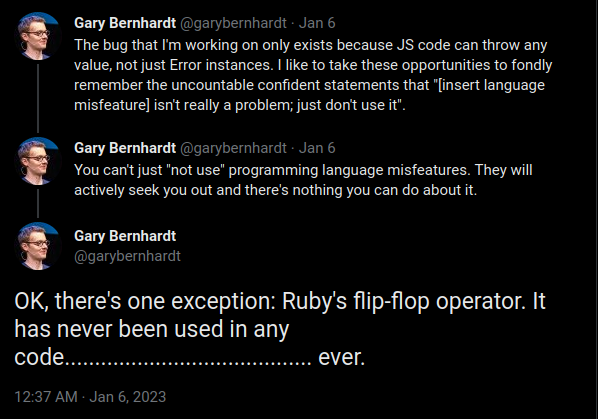 Gary Bernhardt @garybernhardt · Jan 6
The bug that I'm working on only exists because JS code can throw any
value, not just Error instances. I like to take these opportunities to fondly
remember the uncountable confident statements that "[insert language
misfeature] isn't really a problem; just don't use it".
Gary Bernhardt @garybernhardt · Jan 6
You can't just "not use" programming language misfeatures. They will
actively seek you out and there's nothing you can do about it.
Gary Bernhardt
@garybernhardt
OK, there's one exception: Ruby's flip-flop operator. It
has never been used in any
code......................................... ever.
12:37 AM · Jan 6, 2023